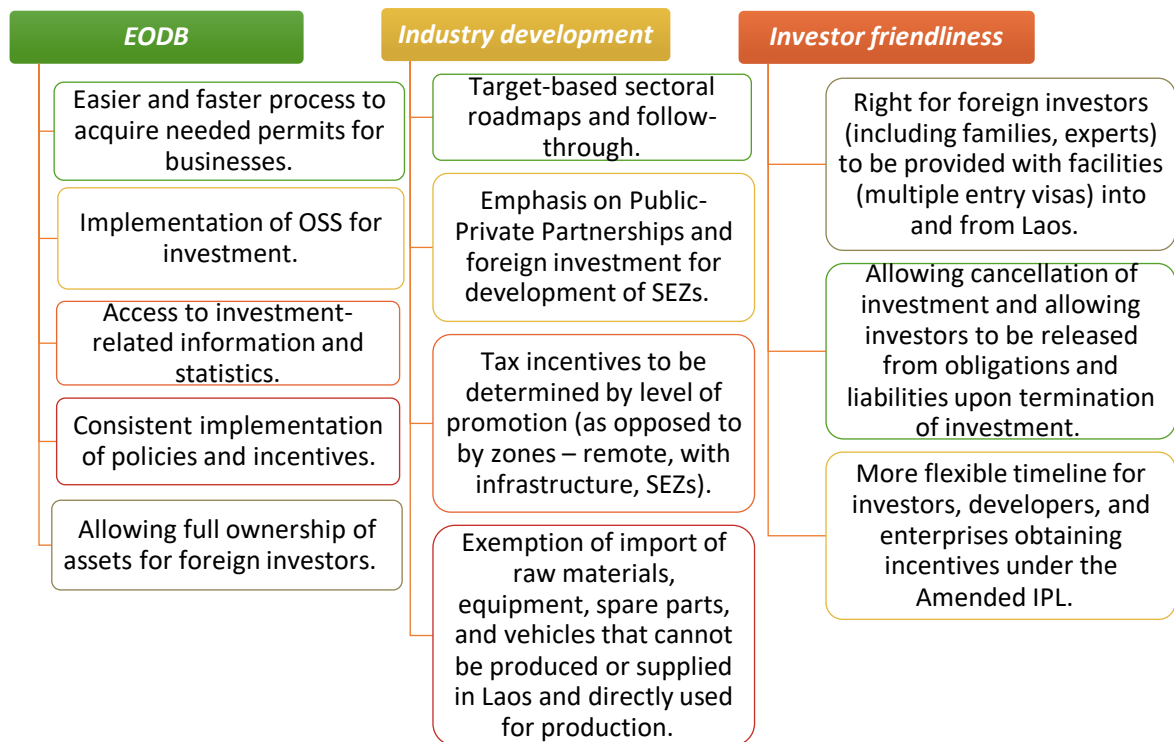 EODB
Easier and faster process to
acquire needed permits for
businesses.
Implementation of OSS for
investment.
Access to investment-
related information and
statistics.
Consistent implementation
of policies and incentives.
Allowing full ownership of
assets for foreign investors.
Industry development
Target-based sectoral
roadmaps and follow-
through.
Emphasis on Public-
Private Partnerships and
foreign investment for
development of SEZs.
Tax incentives to be
determined by level of
promotion (as opposed to
by zones – remote, with
infrastructure, SEZs).
Exemption of import of
raw materials,
equipment, spare parts,
and vehicles that cannot
be produced or supplied
in Laos and directly used
for production.
Investor friendliness
Right for foreign investors
(including families, experts)
to be provided with facilities
(multiple entry visas) into
and from Laos.
Allowing cancellation of
investment and allowing
investors to be released
from obligations and
liabilities upon termination
of investment.
More flexible timeline for
investors, developers, and
enterprises obtaining
incentives under the
Amended IPL.